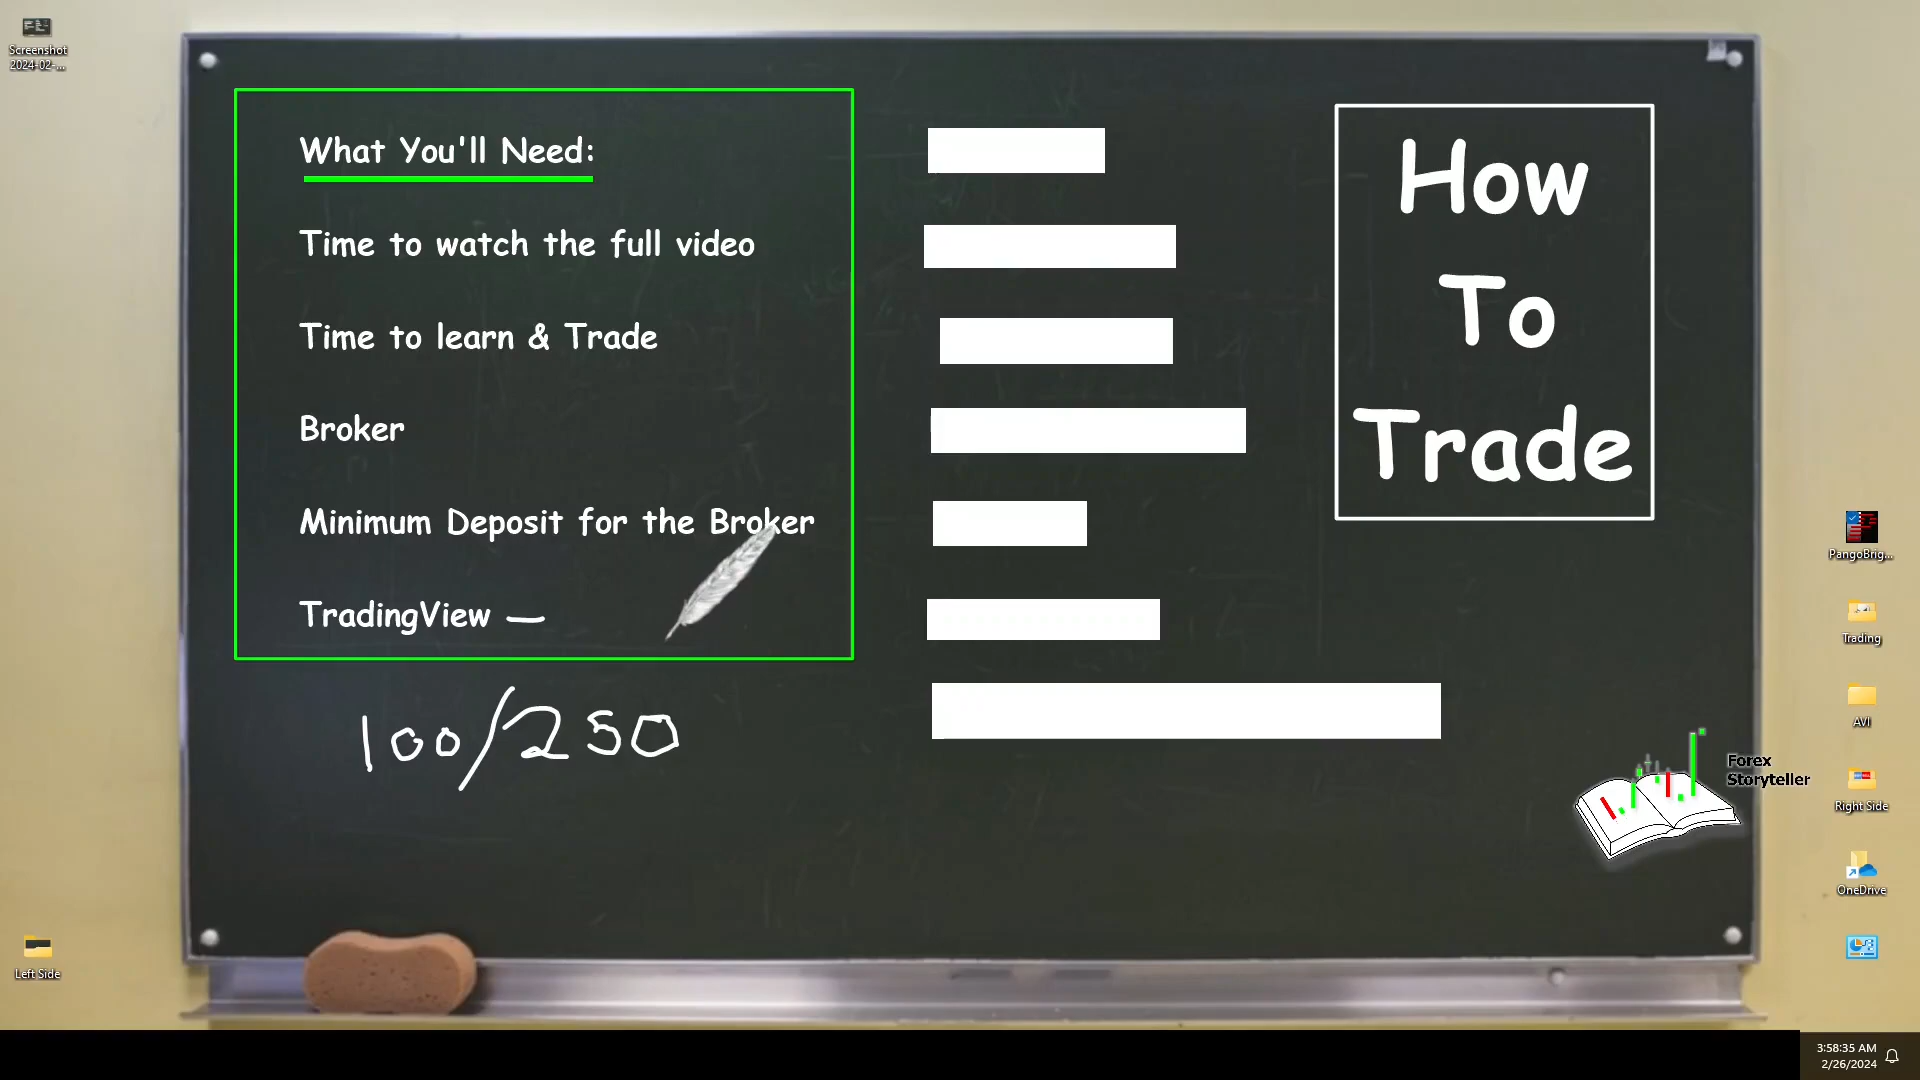 Screenshot
2024-02-...
What You'll Need:
Time to watch the full video
Time to learn & Trade
Broker
Minimum Deposit for the Broker
TradingView —
100/250
How
To
Trade
Forex
Storyteller
PangoBrig...
Trading
AVI
Right Side
OneDrive
Left Side
3:58:35 AM
2/26/2024